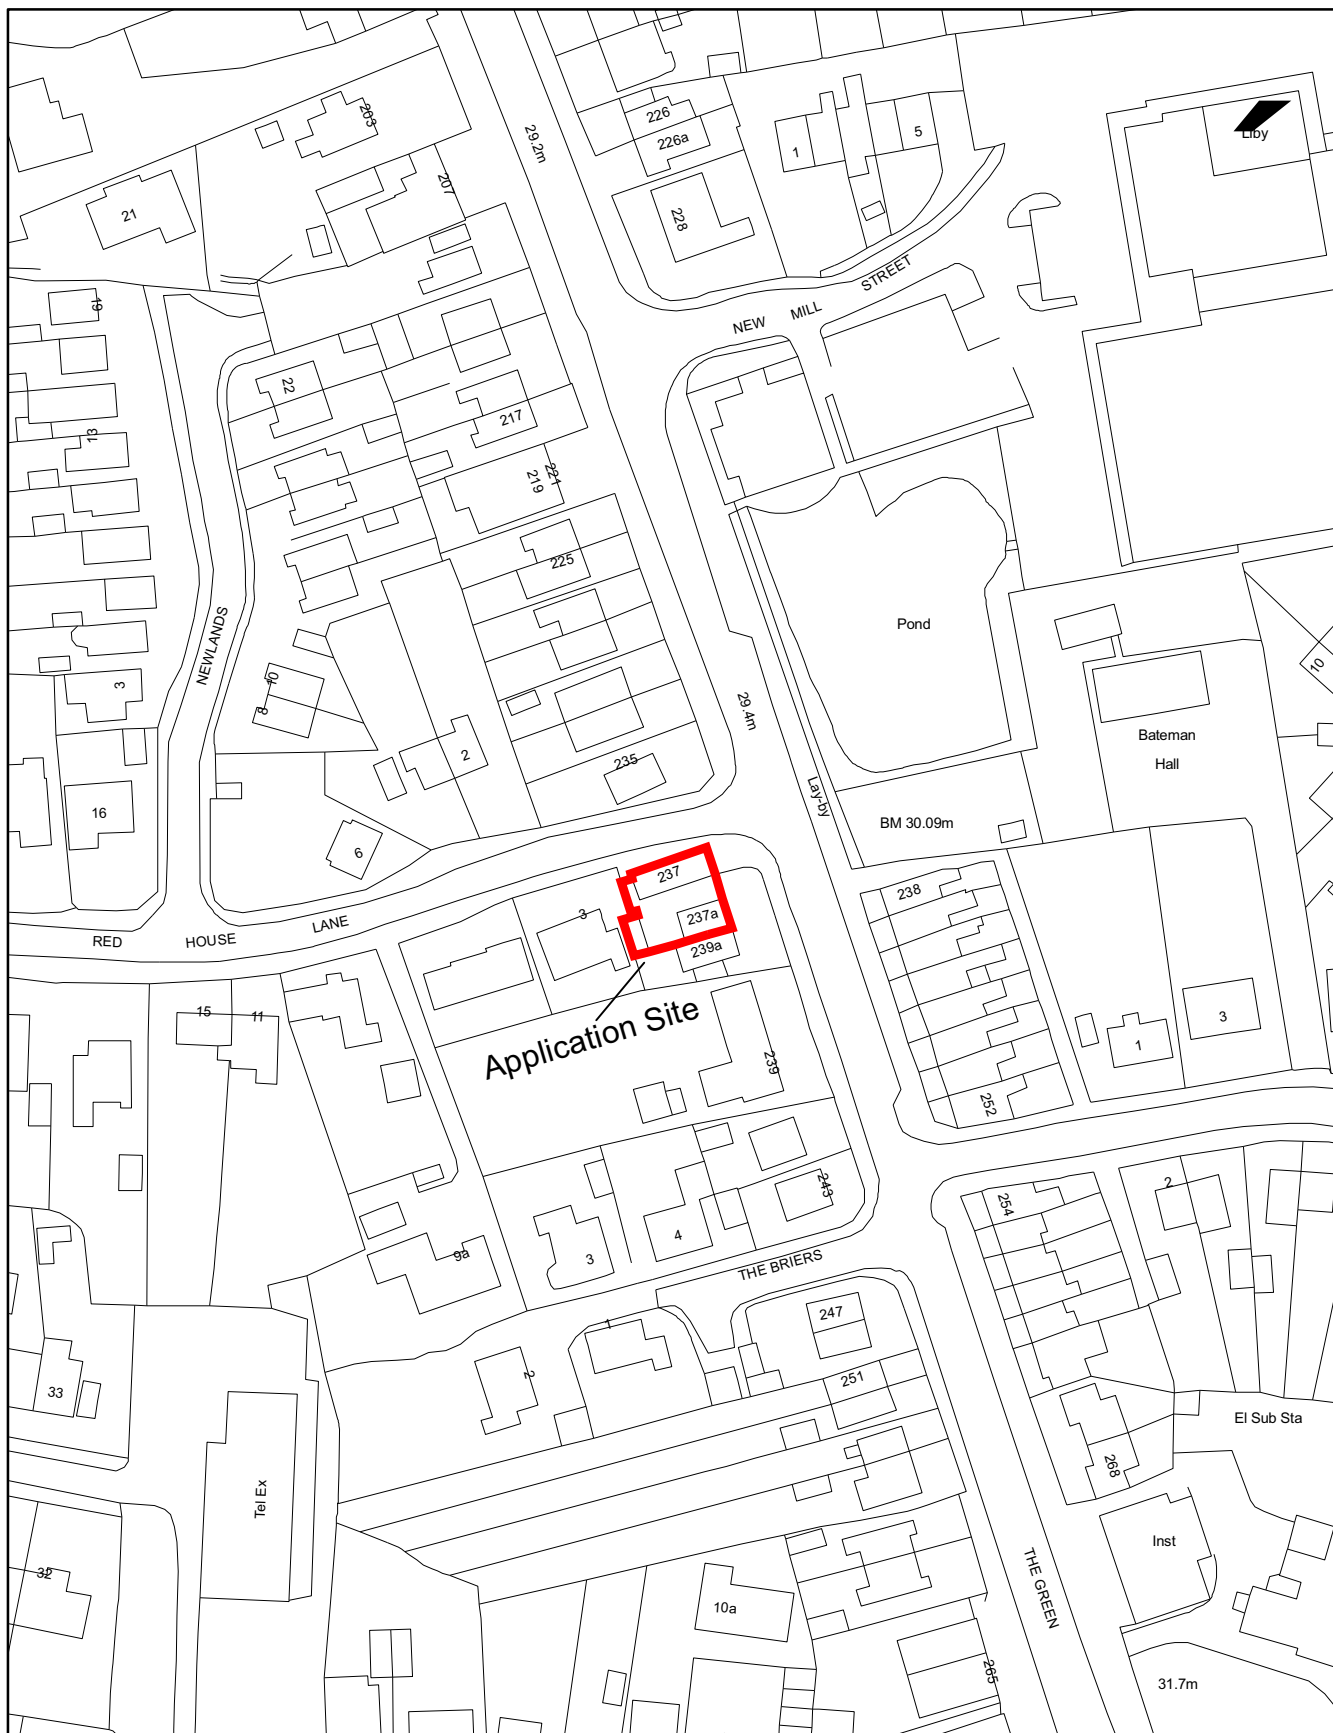 203
29.2m
226
226a
1
5
Liby
207
21
228
STREET
MILL
NEW
19
22
217
13
221
219
225
NEWLANDS
Pond
10
3
10
8
29.4m
2
Bateman
Hall
235
Lay-by
16
6
BM 30.09m
237
238
3
237a
LANE
HOUSE
RED
239a
Application Site
15
11
3
1
239
252
243
254
2
4
3
9a
THE BRIERS
1
247
2
251
33
El Sub Sta
268
Tel Ex
Inst
32
THE GREEN
10a
265
31.7m